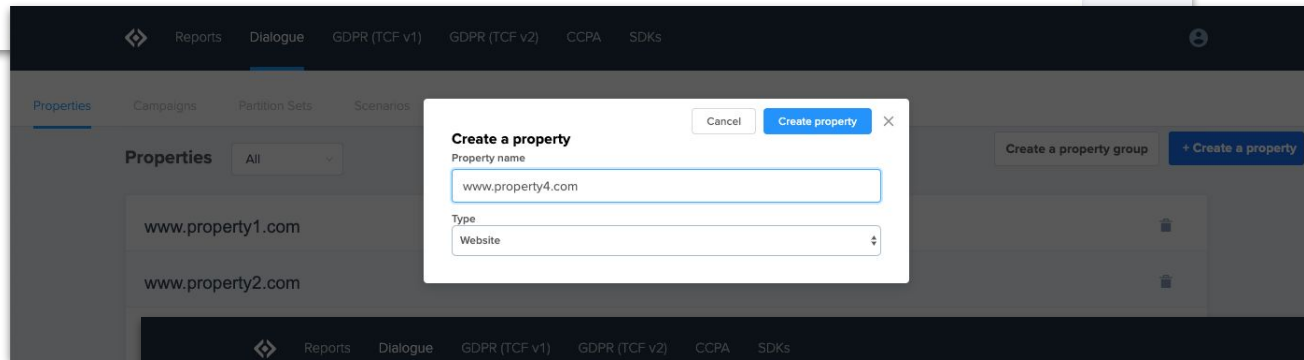 Reports Dialogue GDPR (TCF v1) GDPR (TCF v2) CCPA SDKs
Properties Campaigns Partition Sets Scenarios
Cancel Create property
Create a property
Property name
www.property4.com
Type
Website
Properties All
Create a property group + Create a property
www.property1.com
www.property2.com
Reports Dialogue GDPR (TCF v1) GDPR (TCF v2) CCPA SDKs